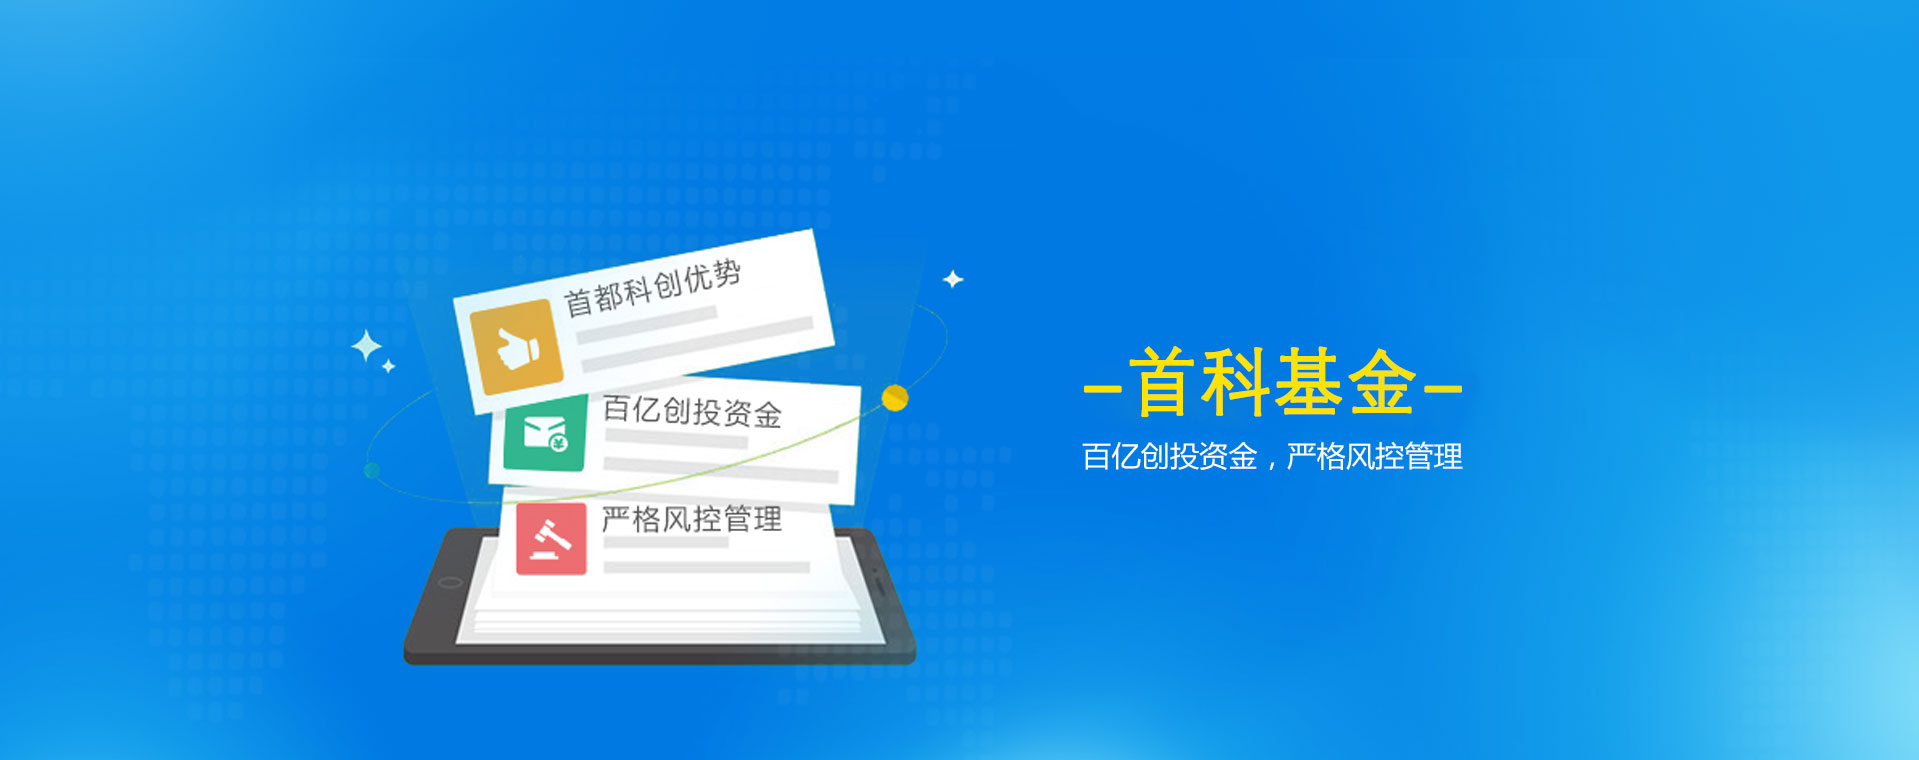 首都科创优势
百亿创投资金
严格风控管理
—首科基金—
百亿创投资金，严格风控管理